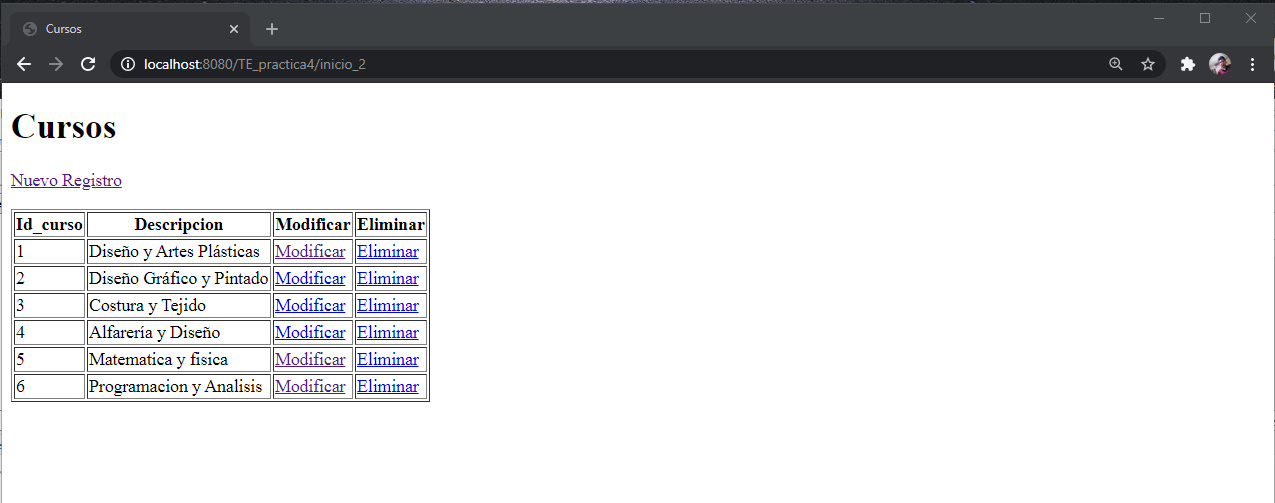 Cursos
localhost:8080/TE_practica4/inicio_2
Cursos
Nuevo Registro
Id_curso Descripcion Modificar Eliminar
1 Diseño y Artes Plásticas Modificar Eliminar
2 Diseño Gráfico y Pintado Modificar Eliminar
3 Costura y Tejido Modificar Eliminar
4 Alfarería y Diseño Modificar Eliminar
5 Matematica y fisica Modificar Eliminar
6 Programacion y Analisis Modificar Eliminar